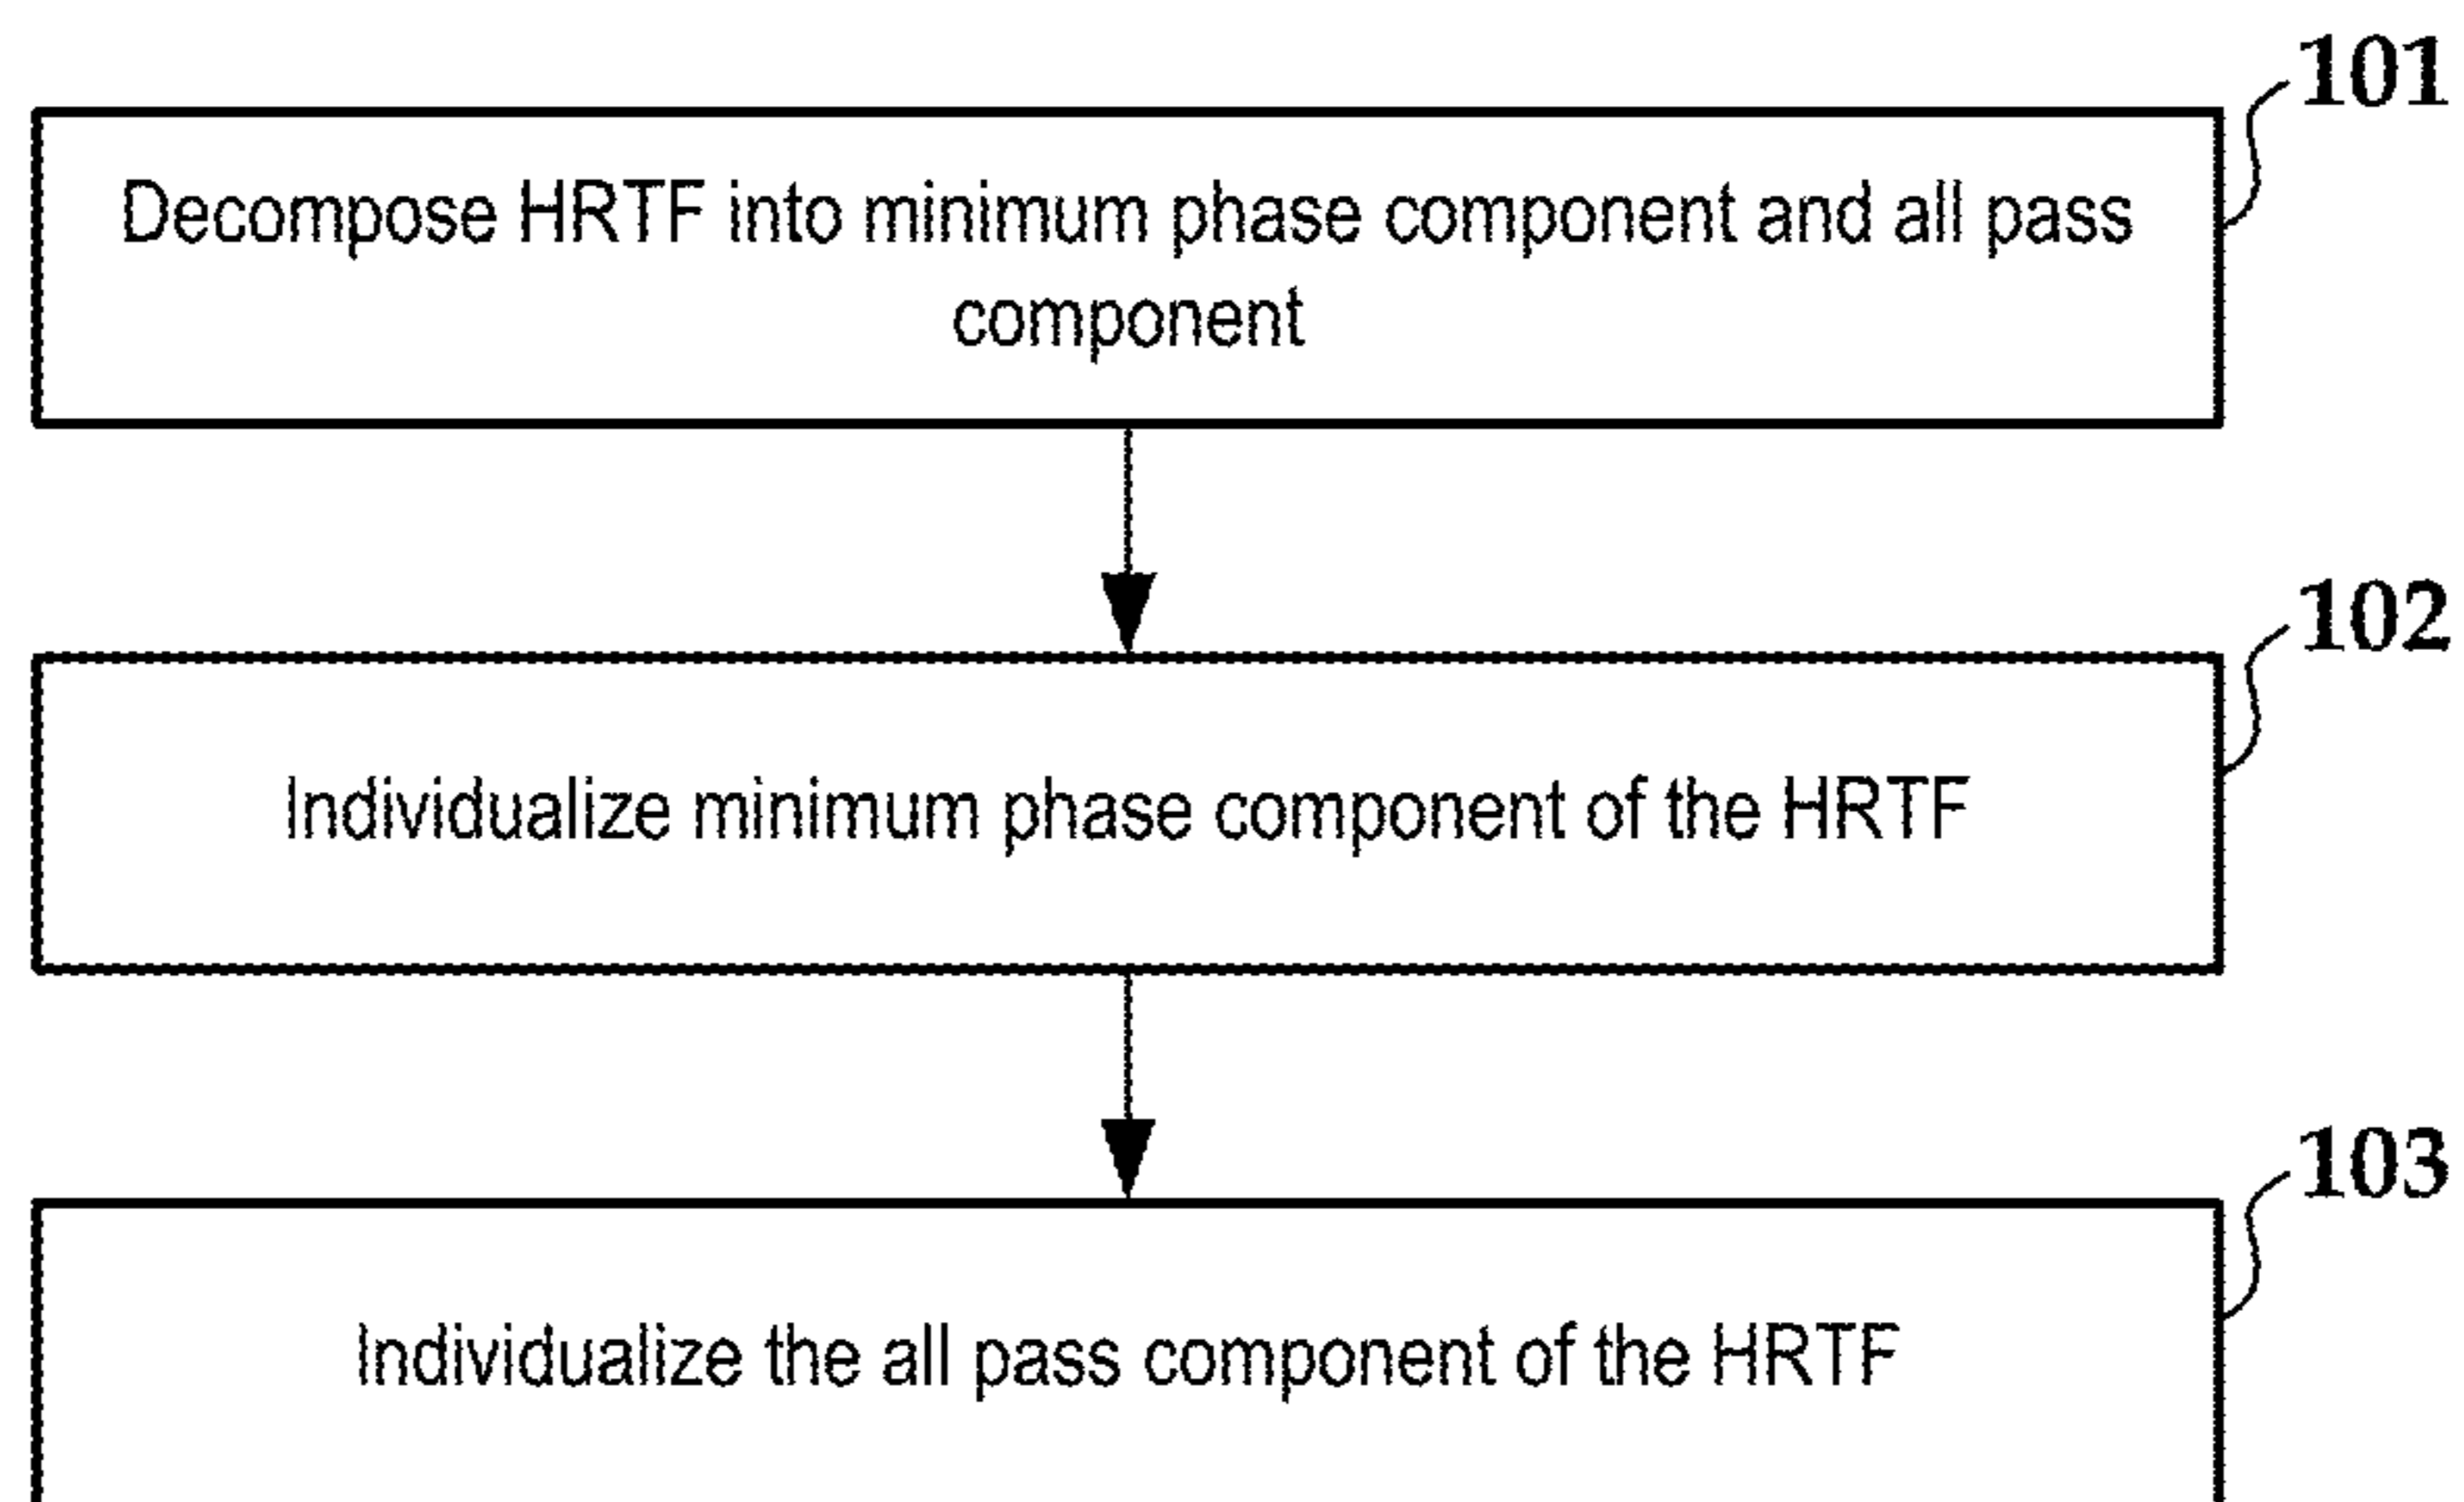 101
Decompose HRTF into minimum phase component and all pass
component
102
Individualize minimum phase component of the HRTF
103
Individualize the all pass component of the HRTF